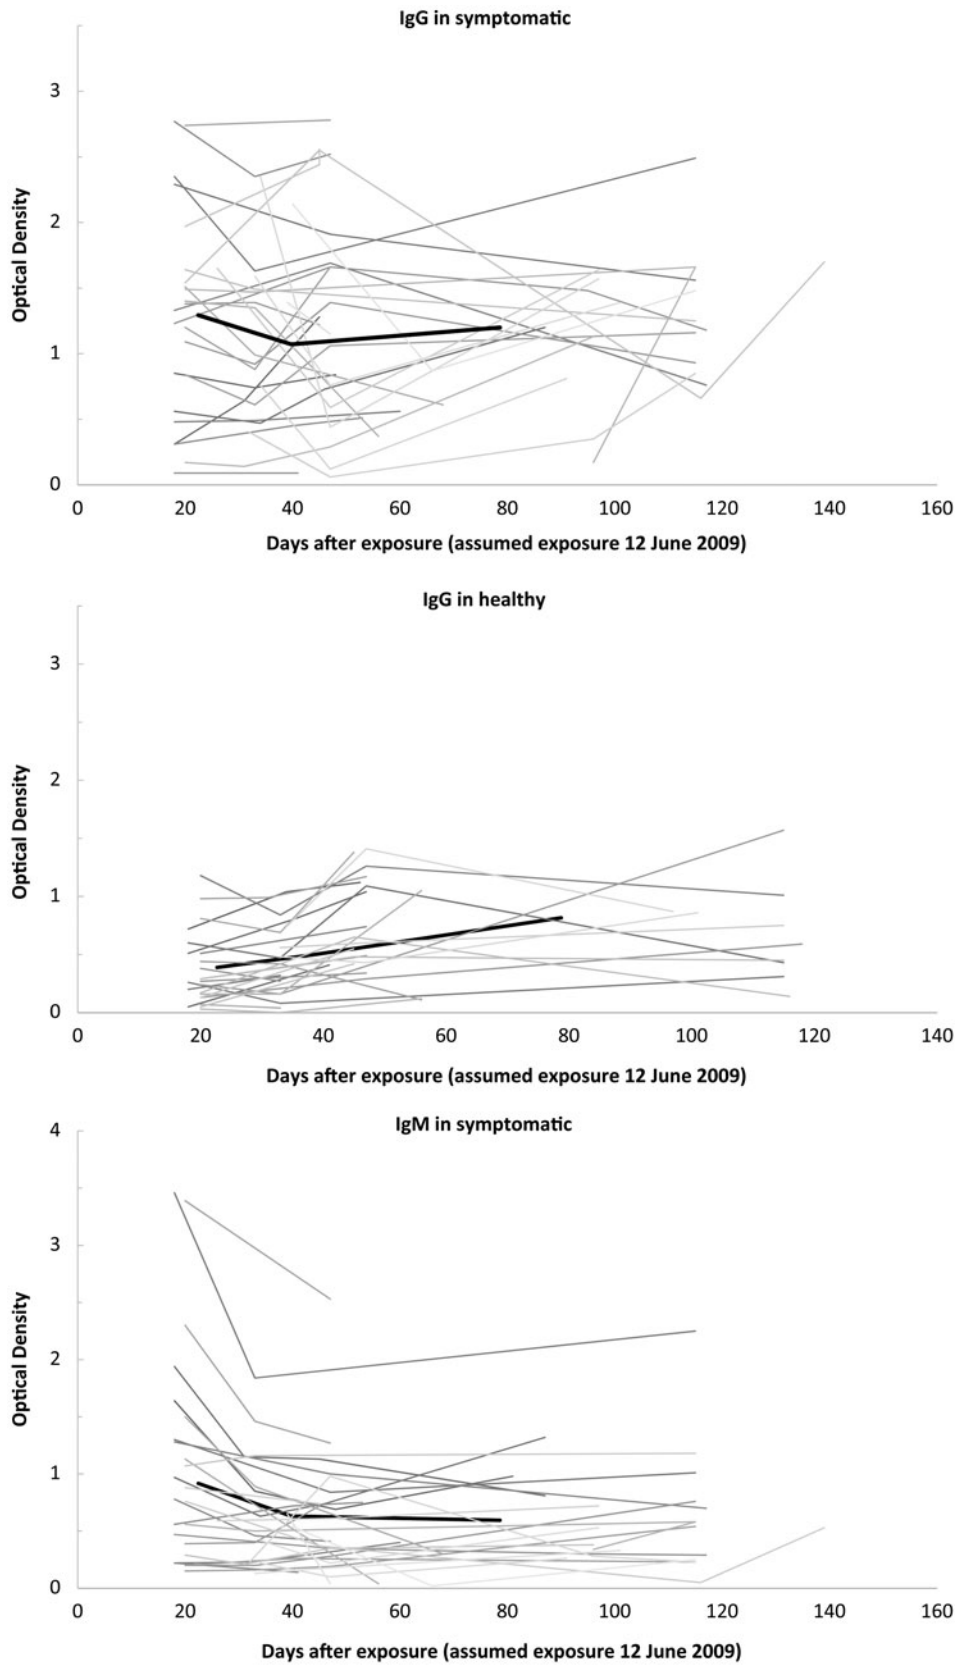 IgG in symptomatic
3
2
1
0
Optical Density
0 20 40 60 80 100 120 140 160
Days after exposure (assumed exposure 12 June 2009)
IgG in healthy
3
2
1
0
Optical Density
0 20 40 60 80 100 120 140
Days after exposure (assumed exposure 12 June 2009)
IgM in symptomatic
4
3
2
1
0
Optical Density
0 20 40 60 80 100 120 140 160
Days after exposure (assumed exposure 12 June 2009)